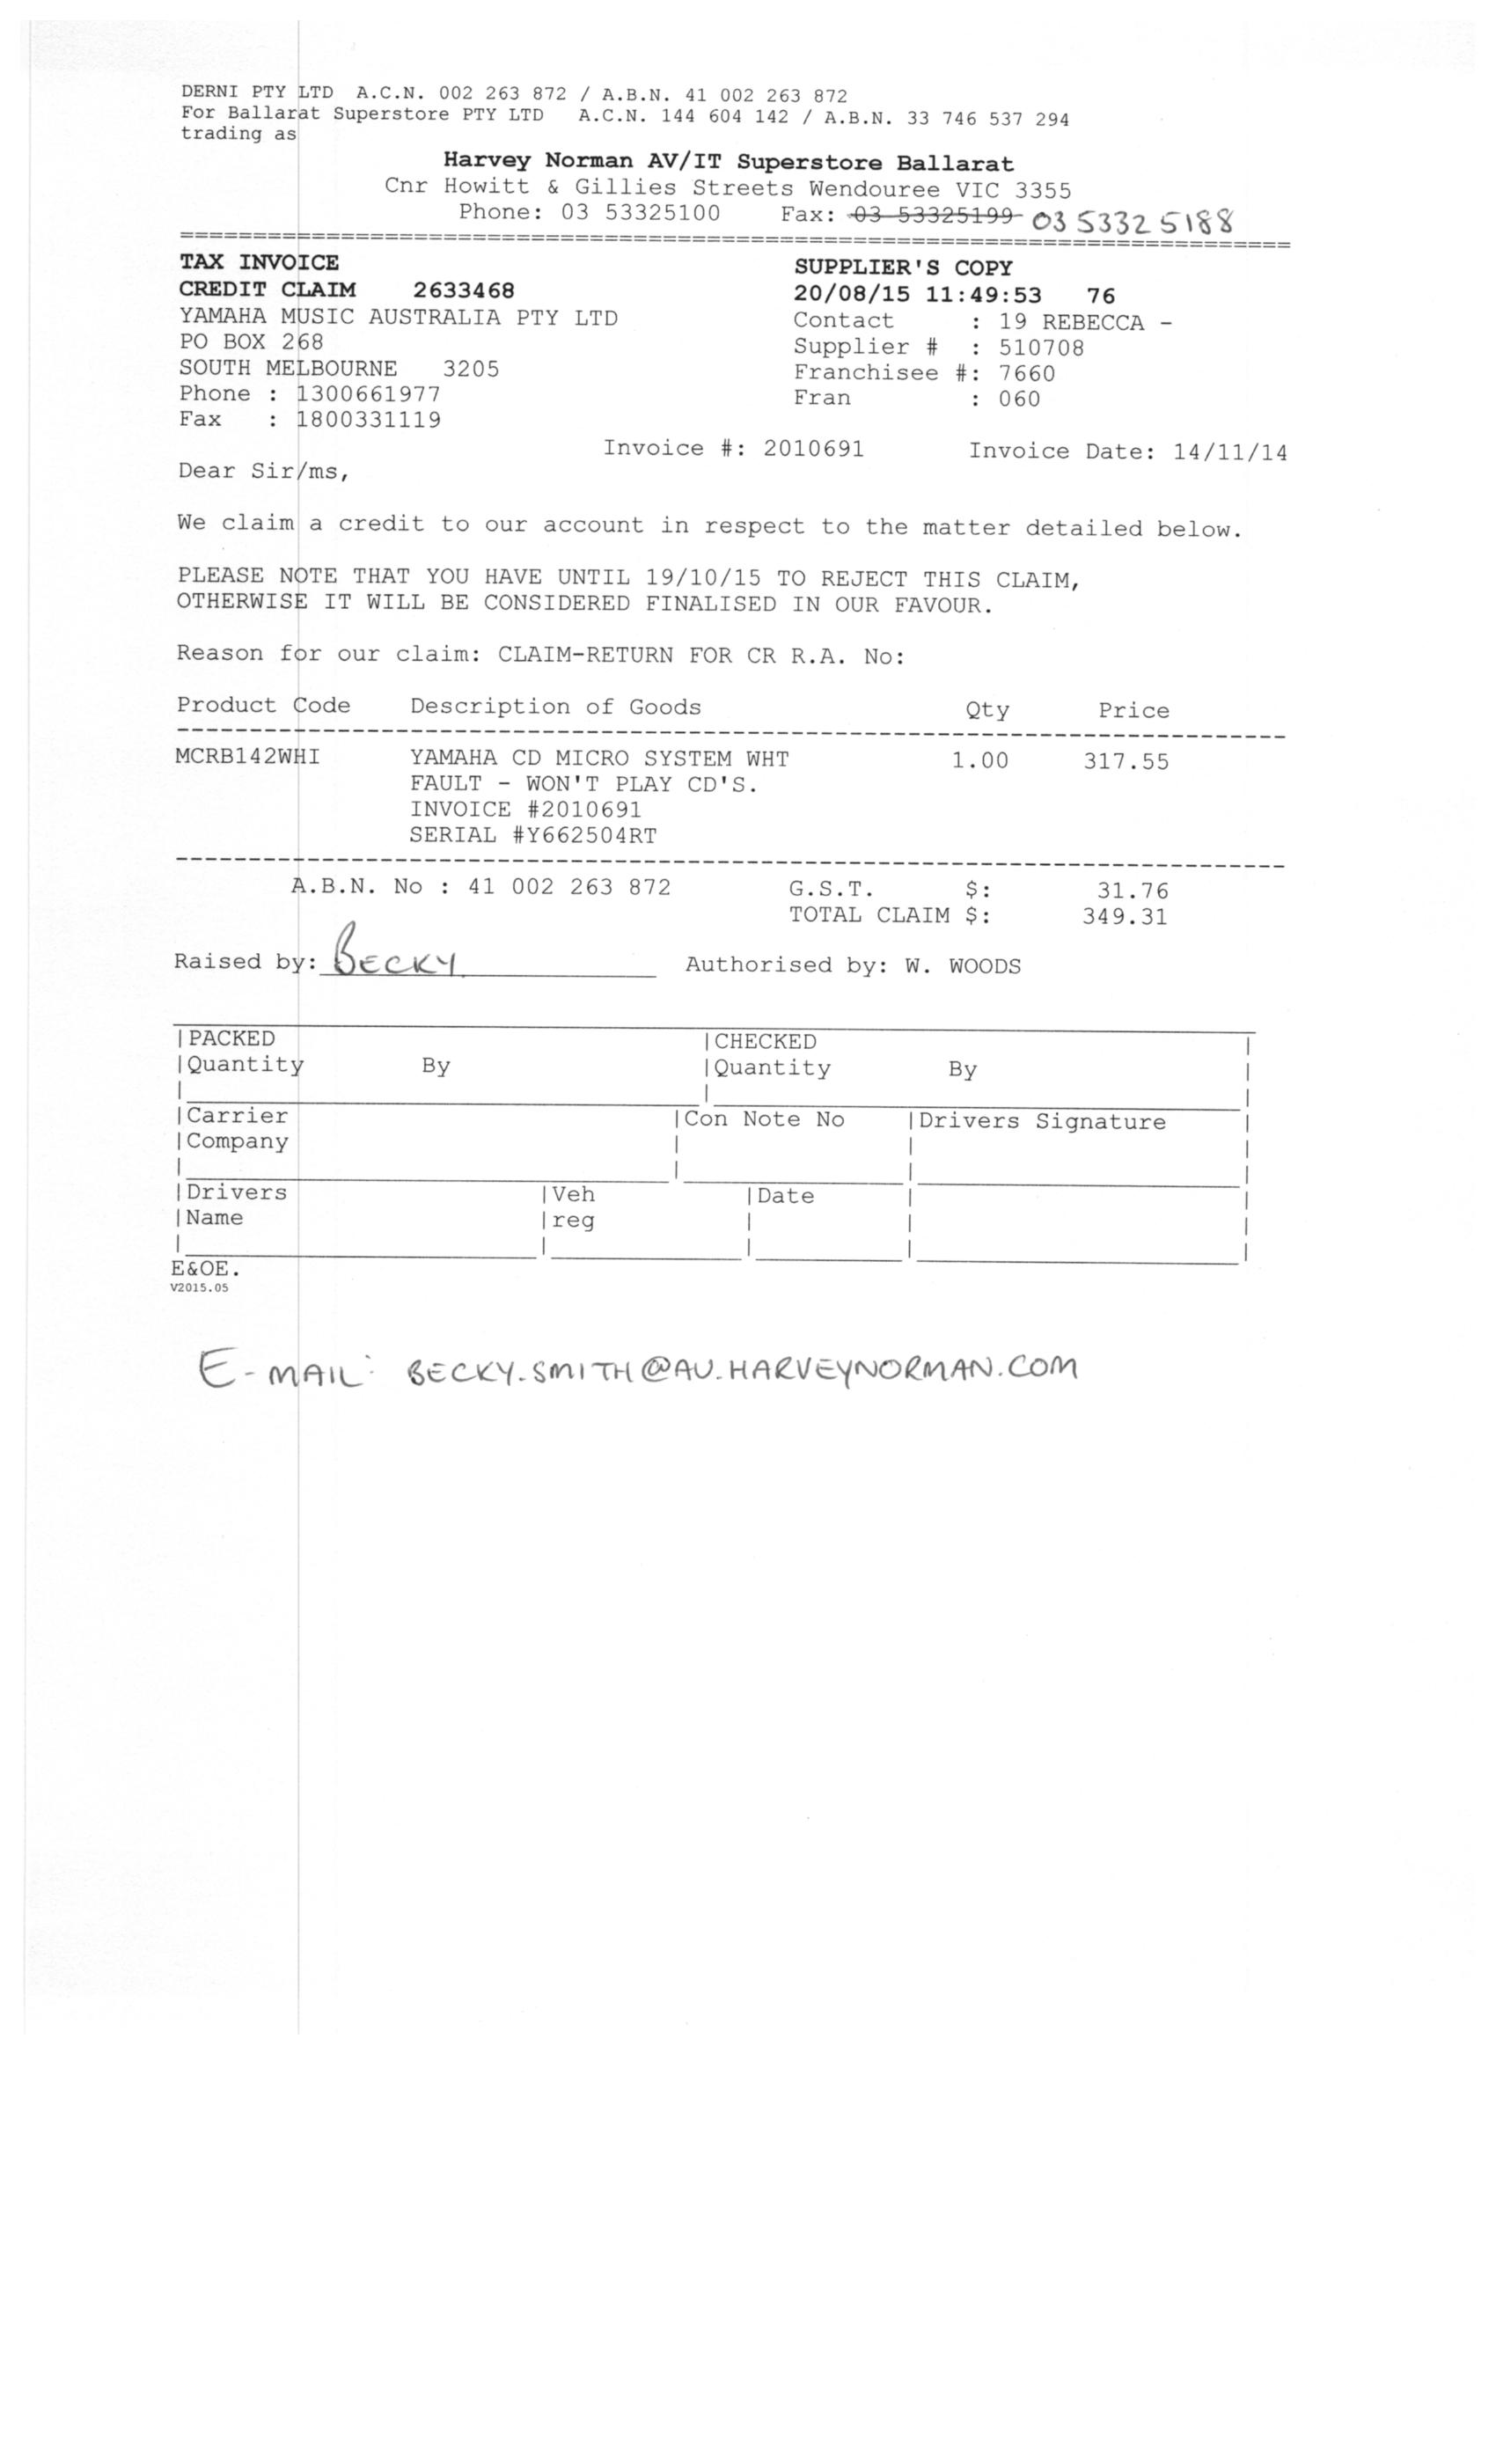 DERNI PTY LTD A.C.N. 002 263 872 / A.B.N. 41 002 263 872
For Ballarat Superstore PTY LTD A.C.N. 144 604 142 / A.B.N. 33 746 537 294
trading as
Harvey Norman AV/IT Superstore Ballarat
Cnr Howitt & Gillies Streets Wendouree VIC 3355
Phone: 03 53325100 Fax: 03 53325199 03 5332 5188
================================================================================
TAX INVOICE SUPPLIER'S COPY
CREDIT CLAIM 2633468 20/08/15 11:49:53 76
YAMAHA MUSIC AUSTRALIA PTY LTD Contact : 19 REBECCA -
PO BOX 268 Supplier # : 510708
SOUTH MELBOURNE 3205 Franchisee #: 7660
Phone : 1300661977 Fran : 060
Fax : 1800331119
Invoice #: 2010691 Invoice Date: 14/11/14
Dear Sir/ms,
We claim a credit to our account in respect to the matter detailed below.
PLEASE NOTE THAT YOU HAVE UNTIL 19/10/15 TO REJECT THIS CLAIM,
OTHERWISE IT WILL BE CONSIDERED FINALISED IN OUR FAVOUR.
Reason for our claim: CLAIM-RETURN FOR CR R.A. No:
Product Code Description of Goods Qty Price
MCRB142WHI YAMAHA CD MICRO SYSTEM WHT 1.00 317.55
FAULT - WON'T PLAY CD'S.
INVOICE #2010691
SERIAL #Y662504RT
A.B.N. No : 41 002 263 872 G.S.T. $: 31.76
TOTAL CLAIM $: 349.31
Raised by: BECKY Authorised by: W. WOODS
|PACKED |CHECKED |
|Quantity By |Quantity By |
|Carrier |Con Note No |Drivers Signature |
|Company | | |
|Drivers |Veh |Date | |
|Name |reg | | |
E&OE.
V2015.05
E-MAIL: BECKY.SMITH@AU.HARVEYNORMAN.COM